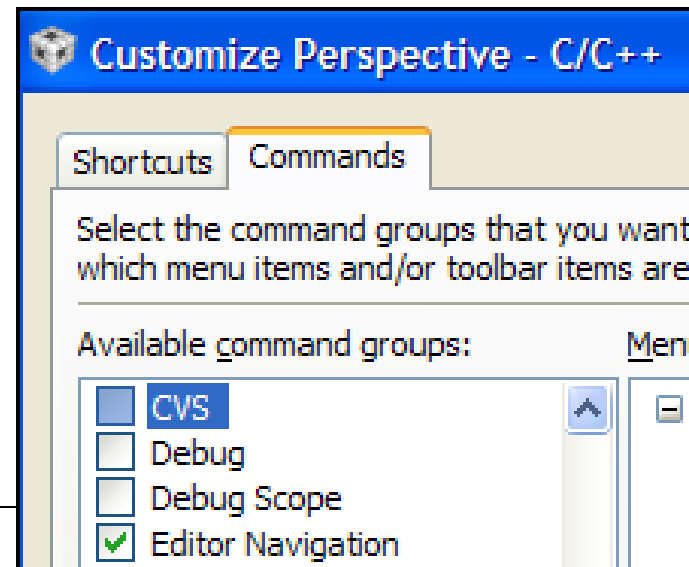 Customize Perspective - C/C++
Shortcuts Commands
Select the command groups that you want
which menu items and/or toolbar items are
Available command groups:
Men
CVS
Debug
Debug Scope
Editor Navigation